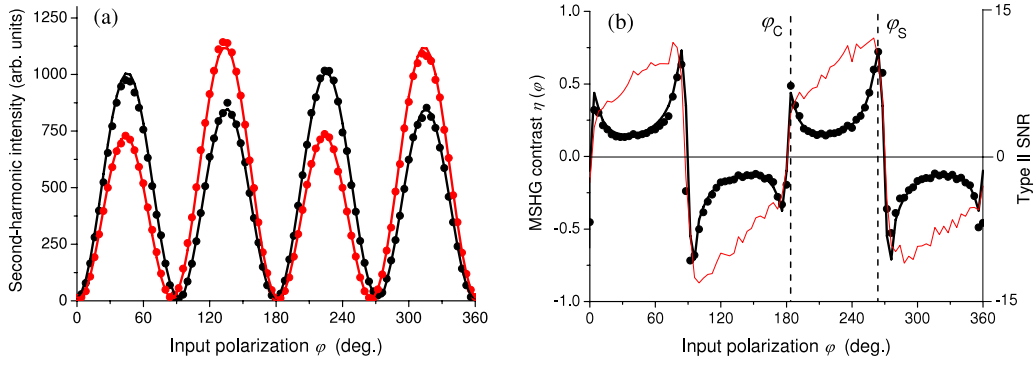 (a)
Second-harmonic intensity (arb. units)
1250
1000
750
500
250
0
0 60 120 180 240 300 360
Input polarization φ (deg.)
(b)
φC
φS
MSHG contrast η (φ)
1.0
0.5
0.0
-0.5
-1.0
15
0
-15
Type II SNR
0 60 120 180 240 300 360
Input polarization φ (deg.)